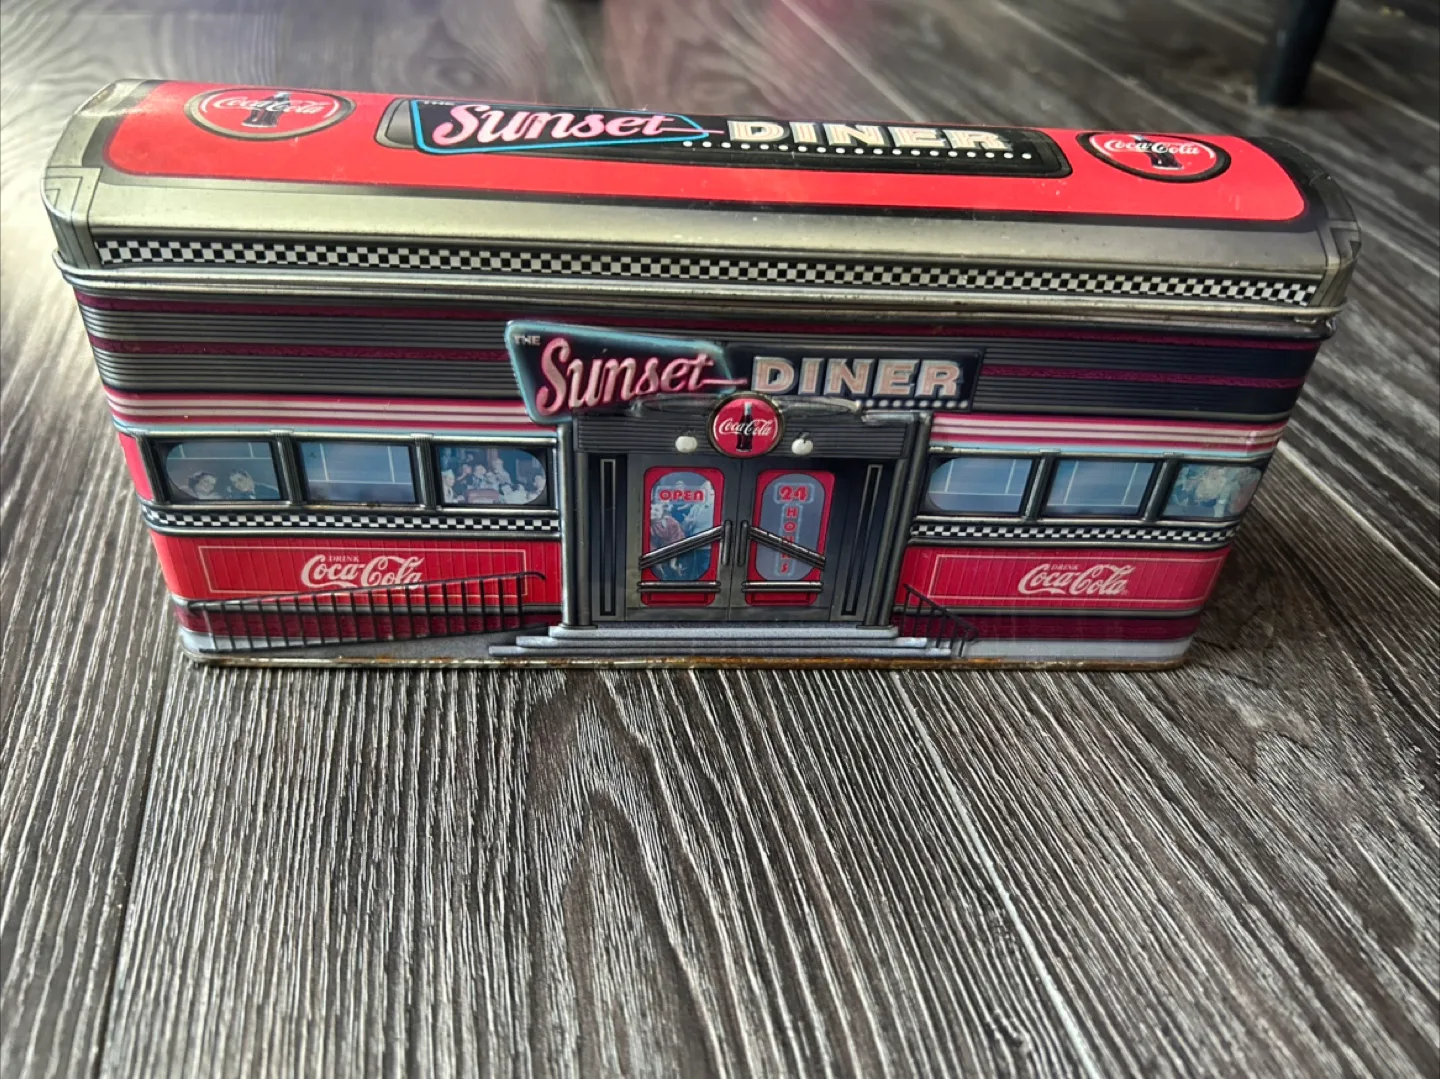 Coca-Cola
THE
Sunset DINER
Coca-Cola
THE
Sunset DINER
Coca-Cola
OPEN
24
HOURS
DRINK
Coca-Cola
DRINK
Coca-Cola